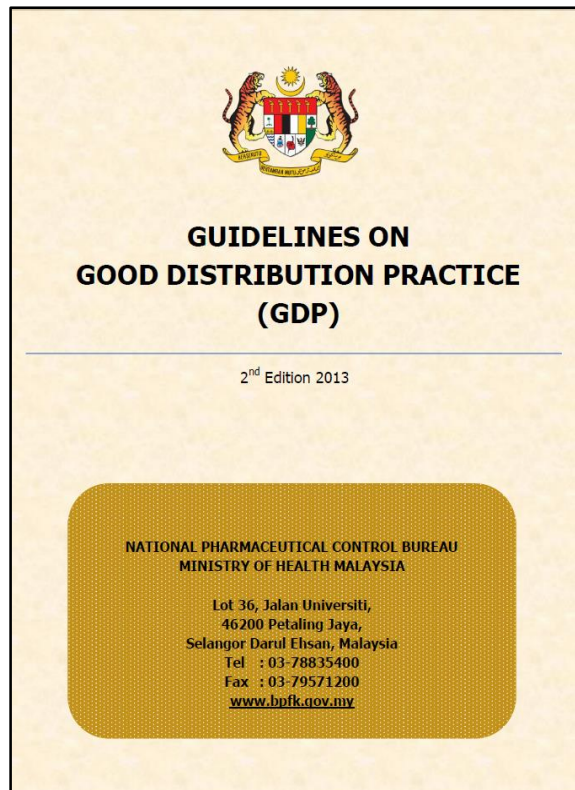 GUIDELINES ON
GOOD DISTRIBUTION PRACTICE
(GDP)
2nd Edition 2013
NATIONAL PHARMACEUTICAL CONTROL BUREAU
MINISTRY OF HEALTH MALAYSIA
Lot 36, Jalan Universiti,
46200 Petaling Jaya,
Selangor Darul Ehsan, Malaysia
Tel : 03-78835400
Fax : 03-79571200
www.bpfk.gov.my